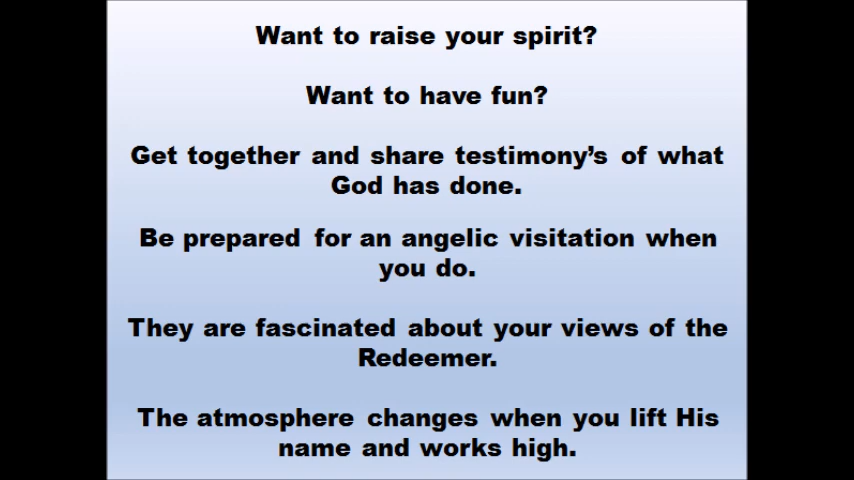 Want to raise your spirit?
Want to have fun?
Get together and share testimony’s of what
God has done.
Be prepared for an angelic visitation when
you do.
They are fascinated about your views of the
Redeemer.
The atmosphere changes when you lift His
name and works high.